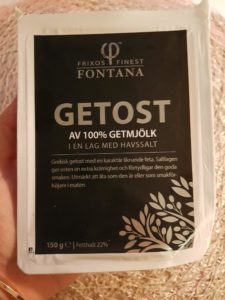 FRIXOS FINEST
FONTANA
GETOST
AV 100% GETMJÖLK
I EN LAG MED HAVSSALT
Grekisk getost med en karaktär liknande feta. Saltlagen
ger osten en extra krämighet och förtydligar den goda
smaken. Utmärkt att äta som den är eller som smakför-
höjare i maten.
150 g ℮ | Fetthalt 22%